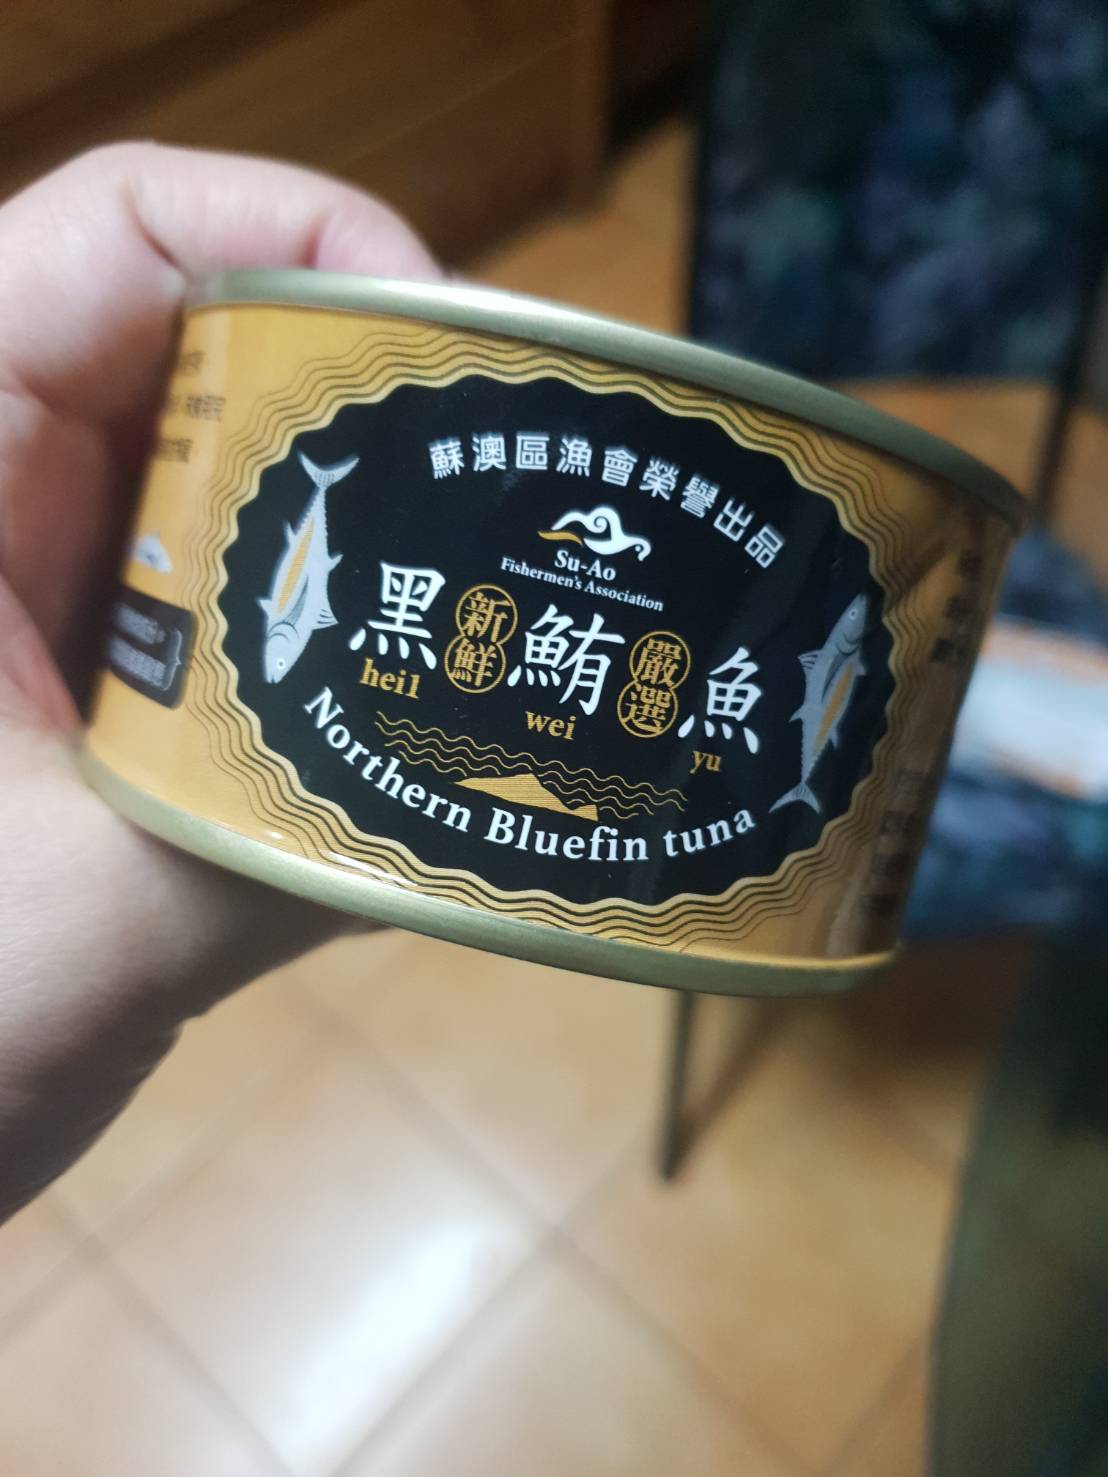 蘇澳區漁會榮譽出品
Su-Ao
Fishermen's Association
黑鮪魚
新鮮
嚴選
hei1 wei yu
Northern Bluefin tuna